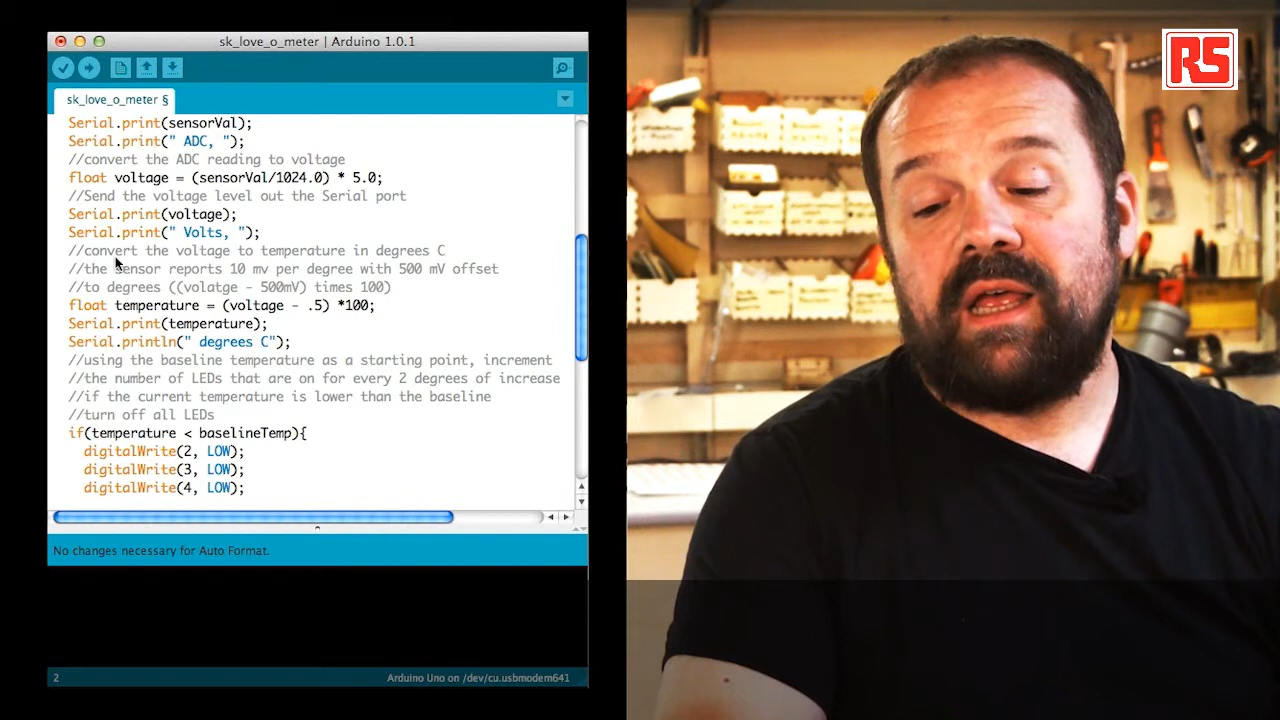 sk_love_o_meter | Arduino 1.0.1
sk_love_o_meter §
Serial.print(sensorVal);
Serial.print(" ADC, ");
//convert the ADC reading to voltage
float voltage = (sensorVal/1024.0) * 5.0;
//Send the voltage level out the Serial port
Serial.print(voltage);
Serial.print(" Volts, ");
//convert the voltage to temperature in degrees C
//the sensor reports 10 mv per degree with 500 mV offset
//to degrees ((volatge - 500mV) times 100)
float temperature = (voltage - .5) *100;
Serial.print(temperature);
Serial.println(" degrees C");
//using the baseline temperature as a starting point, increment
//the number of LEDs that are on for every 2 degrees of increase
//if the current temperature is lower than the baseline
//turn off all LEDs
if(temperature < baselineTemp){
digitalWrite(2, LOW);
digitalWrite(3, LOW);
digitalWrite(4, LOW);
No changes necessary for Auto Format.
2
Arduino Uno on /dev/cu.usbmodem641
RS